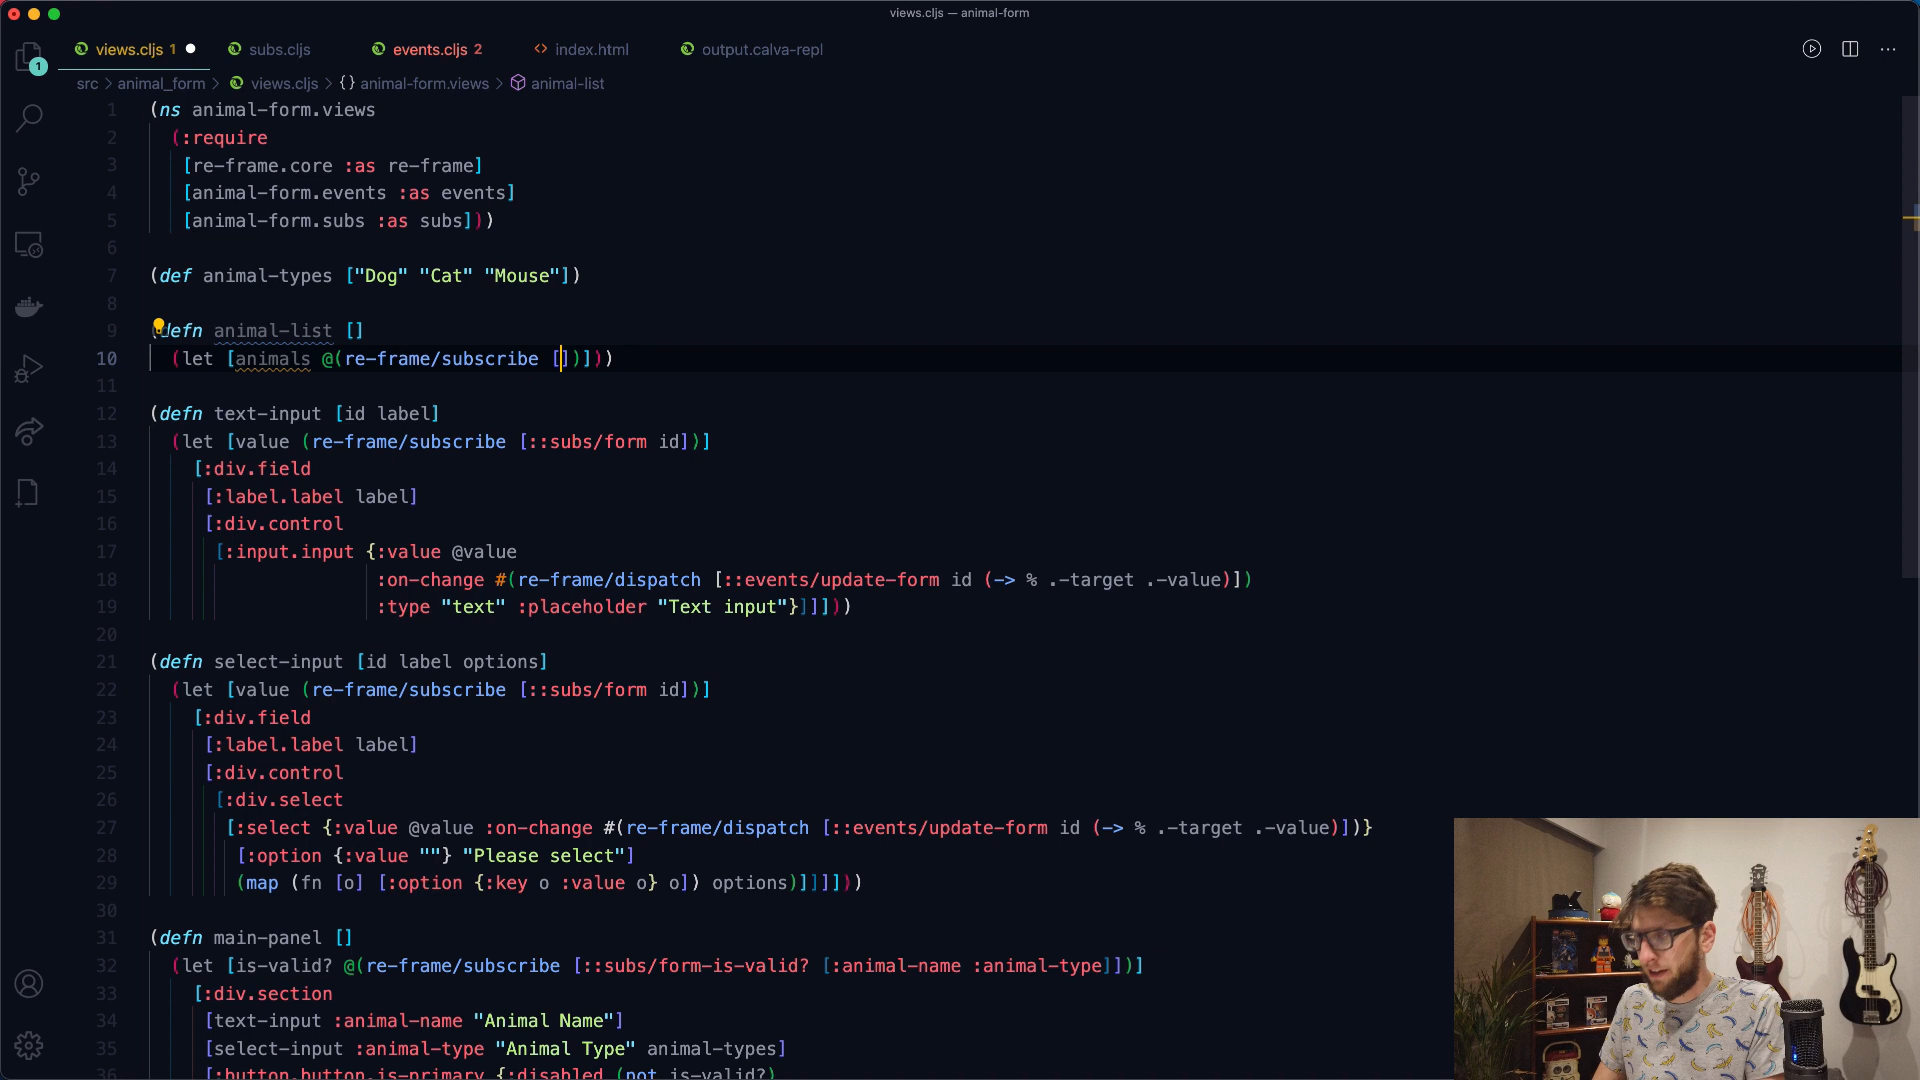 views.cljs — animal-form
views.cljs 1
subs.cljs
events.cljs 2
index.html
output.calva-repl
1
src > animal_form > views.cljs > {} animal-form.views > animal-list
1 (ns animal-form.views
2 (:require
3 [re-frame.core :as re-frame]
4 [animal-form.events :as events]
5 [animal-form.subs :as subs]))
6
7 (def animal-types ["Dog" "Cat" "Mouse"])
8
9 (defn animal-list []
10 (let [animals @(re-frame/subscribe [])]))
11
12 (defn text-input [id label]
13 (let [value (re-frame/subscribe [::subs/form id])]
14 [:div.field
15 [:label.label label]
16 [:div.control
17 [:input.input {:value @value
18 :on-change #(re-frame/dispatch [::events/update-form id (-> % .-target .-value)])
19 :type "text" :placeholder "Text input"}]]]))
20
21 (defn select-input [id label options]
22 (let [value (re-frame/subscribe [::subs/form id])]
23 [:div.field
24 [:label.label label]
25 [:div.control
26 [:div.select
27 [:select {:value @value :on-change #(re-frame/dispatch [::events/update-form id (-> % .-target .-value)])}
28 [:option {:value ""} "Please select"]
29 (map (fn [o] [:option {:key o :value o} o]) options)]]]]))
30
31 (defn main-panel []
32 (let [is-valid? @(re-frame/subscribe [::subs/form-is-valid? [:animal-name :animal-type]])]
33 [:div.section
34 [text-input :animal-name "Animal Name"]
35 [select-input :animal-type "Animal Type" animal-types]
36 [:button.button.is-primary {:disabled (not is-valid?)